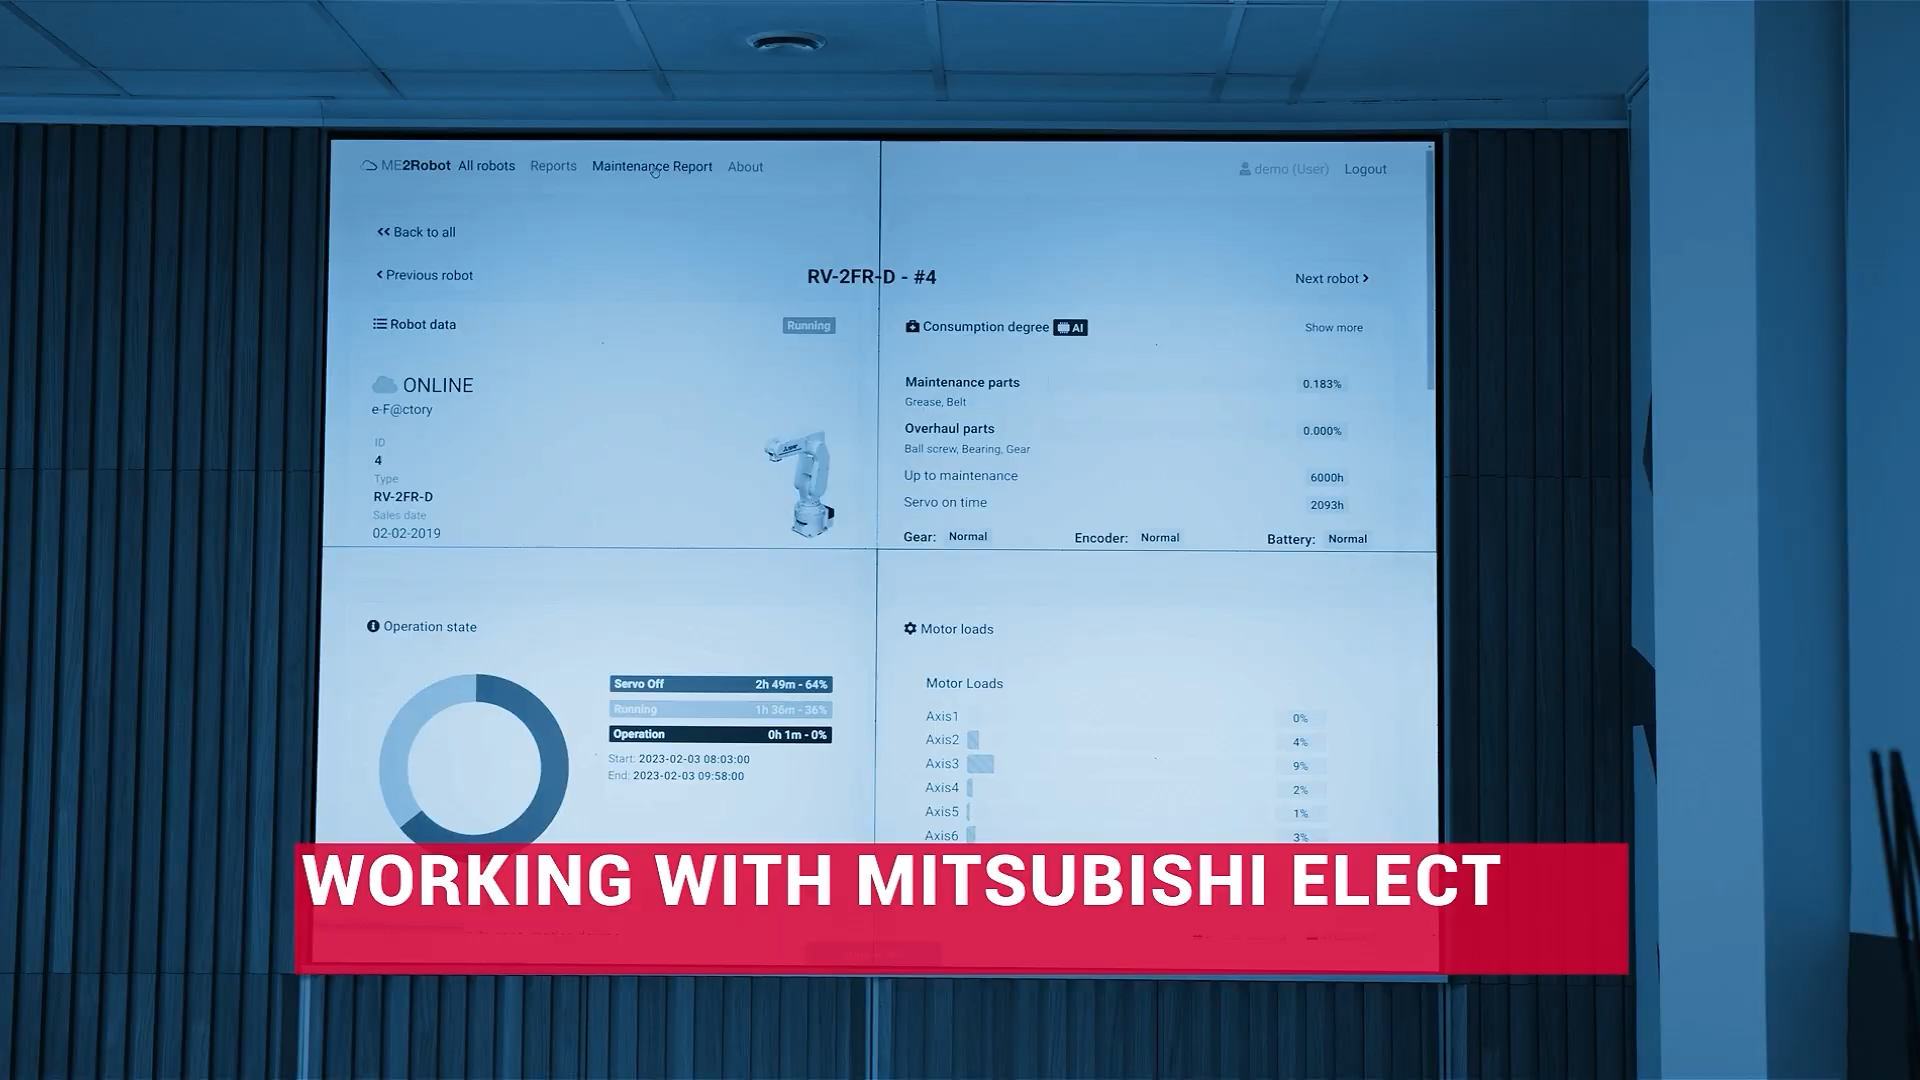 ME2Robot All robots Reports Maintenance Report About demo (User) Logout
Back to all
Previous robot RV-2FR-D - #4 Next robot
Robot data Running
Consumption degree AI Show more
ONLINE
e-F@ctory
ID
4
Type
RV-2FR-D
Sales date
02-02-2019
Maintenance parts 0.183%
Grease, Belt
Overhaul parts 0.000%
Ball screw, Bearing, Gear
Up to maintenance 6000h
Servo on time 2093h
Gear: Normal Encoder: Normal Battery: Normal
Operation state
Servo Off 2h 49m - 64%
Running 1h 36m - 36%
Operation 0h 1m - 0%
Start: 2023-02-03 08:03:00
End: 2023-02-03 09:58:00
Motor loads
Motor Loads
Axis1 0%
Axis2 4%
Axis3 9%
Axis4 2%
Axis5 1%
Axis6 3%
WORKING WITH MITSUBISHI ELECT